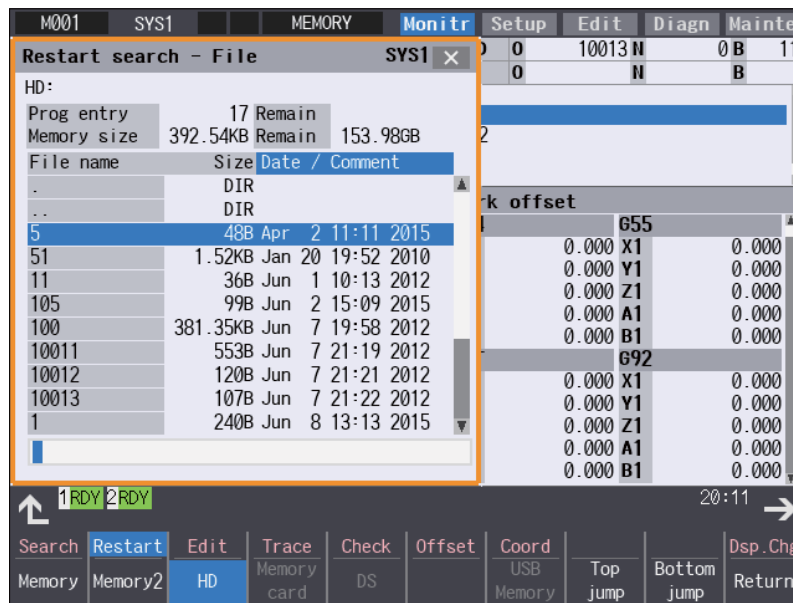 M001 SYS1 MEMORY Monitr Setup Edit Diagn Mainte
Restart search - File SYS1
O 10013 N 0 B 11
0 N B
HD:
Prog entry 17 Remain
Memory size 392.54KB Remain 153.98GB
2
File name Size Date / Comment
. DIR
.. DIR
rk offset
5 48B Apr 2 11:11 2015
G55
51 1.52KB Jan 20 19:52 2010
0.000 X1 0.000
11 36B Jun 1 10:13 2012
0.000 Y1 0.000
105 99B Jun 2 15:09 2015
0.000 Z1 0.000
100 381.35KB Jun 7 19:58 2012
0.000 A1 0.000
0.000 B1 0.000
10011 553B Jun 7 21:19 2012
G92
10012 120B Jun 7 21:21 2012
0.000 X1 0.000
10013 107B Jun 7 21:22 2012
0.000 Y1 0.000
1 240B Jun 8 13:13 2015
0.000 Z1 0.000
0.000 A1 0.000
0.000 B1 0.000
1 RDY 2 RDY 20:11
Search Restart Edit Trace Check Offset Coord Dsp.Chg
Memory Memory2 HD Memory card DS USB Memory Top jump Bottom jump Return